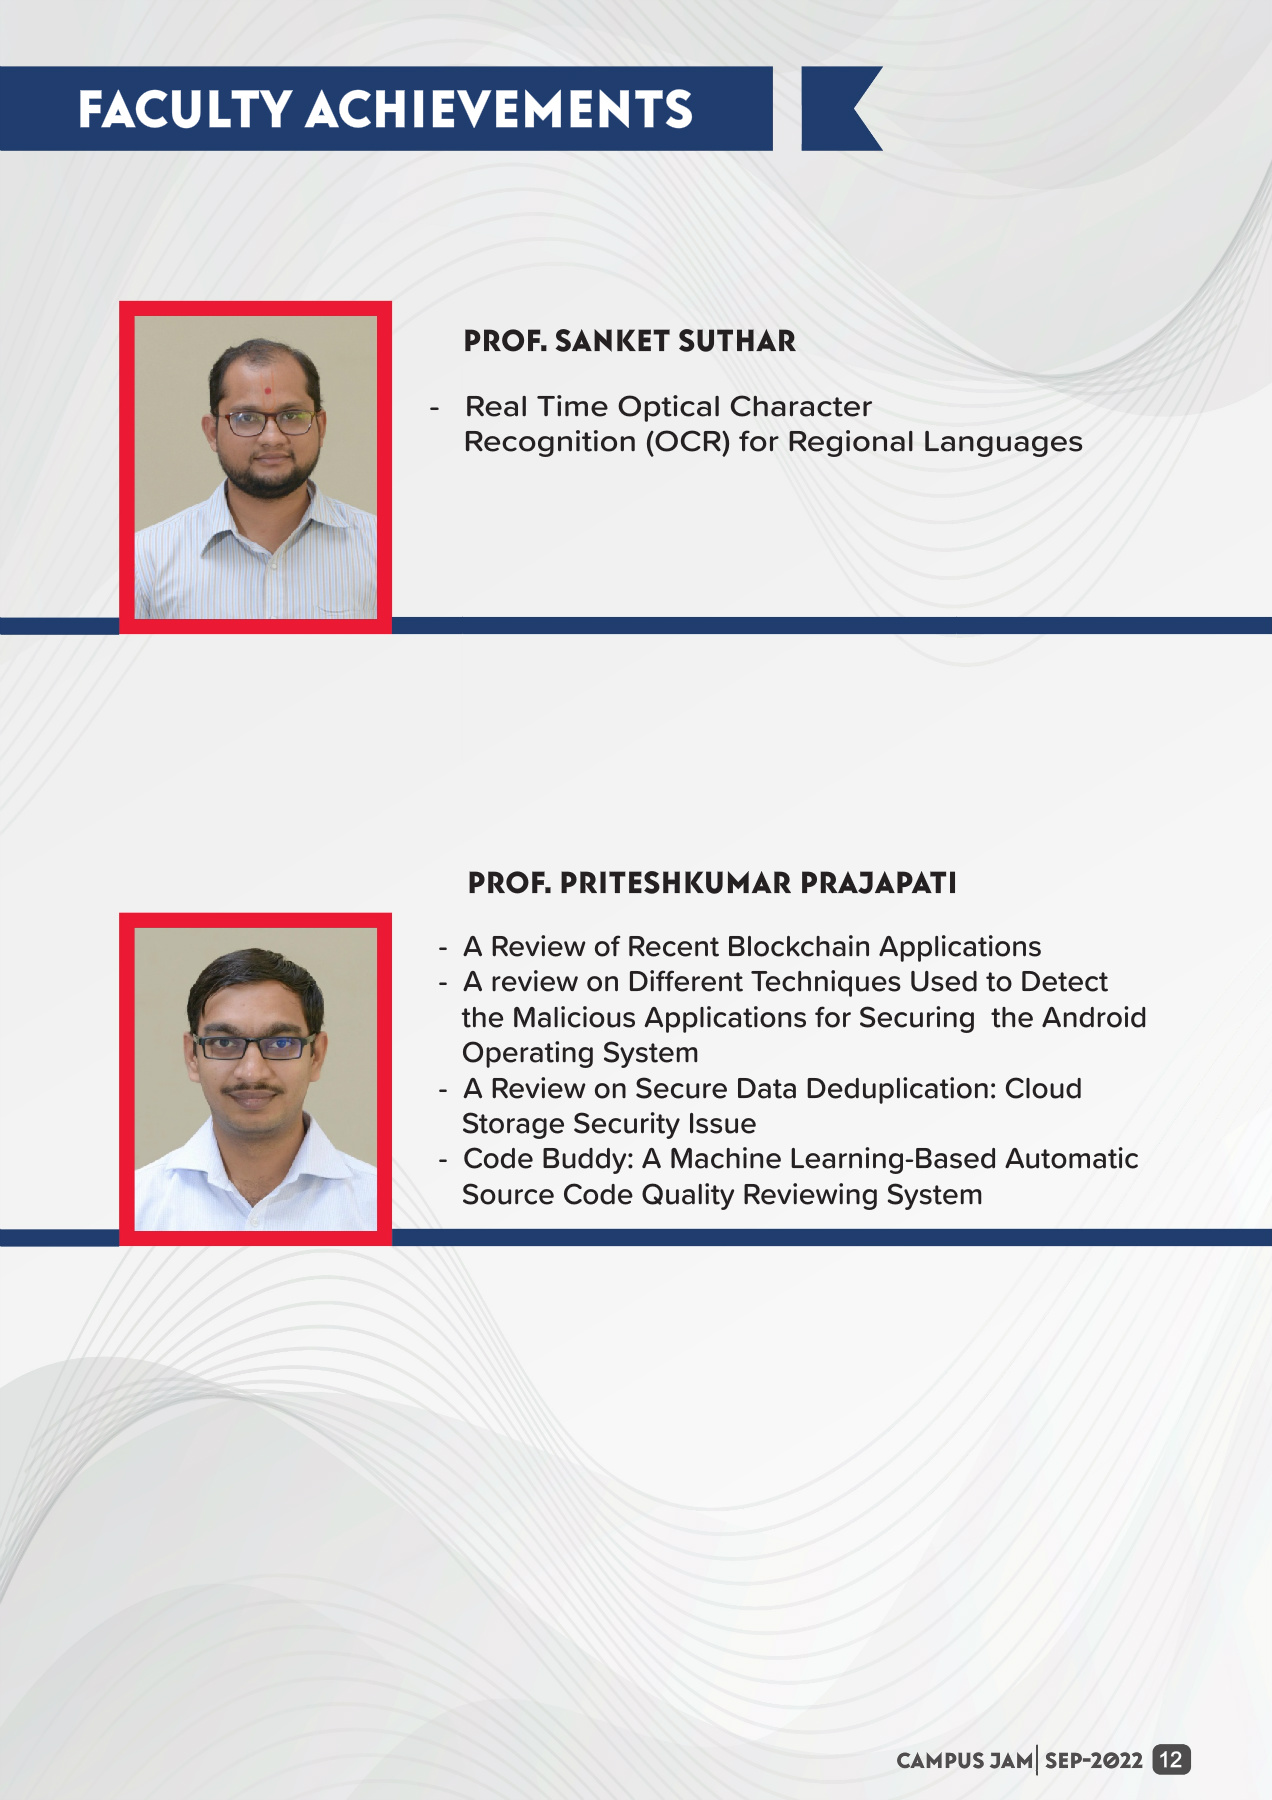 FACULTY ACHIEVEMENTS
PROF. SANKET SUTHAR
- Real Time Optical Character
Recognition (OCR) for Regional Languages
PROF. PRITESHKUMAR PRAJAPATI
- A Review of Recent Blockchain Applications
- A review on Different Techniques Used to Detect
the Malicious Applications for Securing the Android
Operating System
- A Review on Secure Data Deduplication: Cloud
Storage Security Issue
- Code Buddy: A Machine Learning-Based Automatic
Source Code Quality Reviewing System
CAMPUS JAM| SEP-2022 12